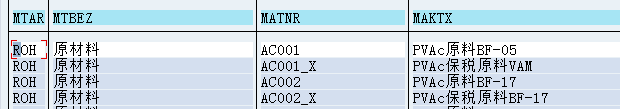 MTAR MTBEZ MATNR MAKTX
ROH 原材料 AC001 PVAc原料BF-05
ROH 原材料 AC001_X PVAc保税原料VAM
ROH 原材料 AC002 PVAc原料BF-17
ROH 原材料 AC002_X PVAc保税原料BF-17